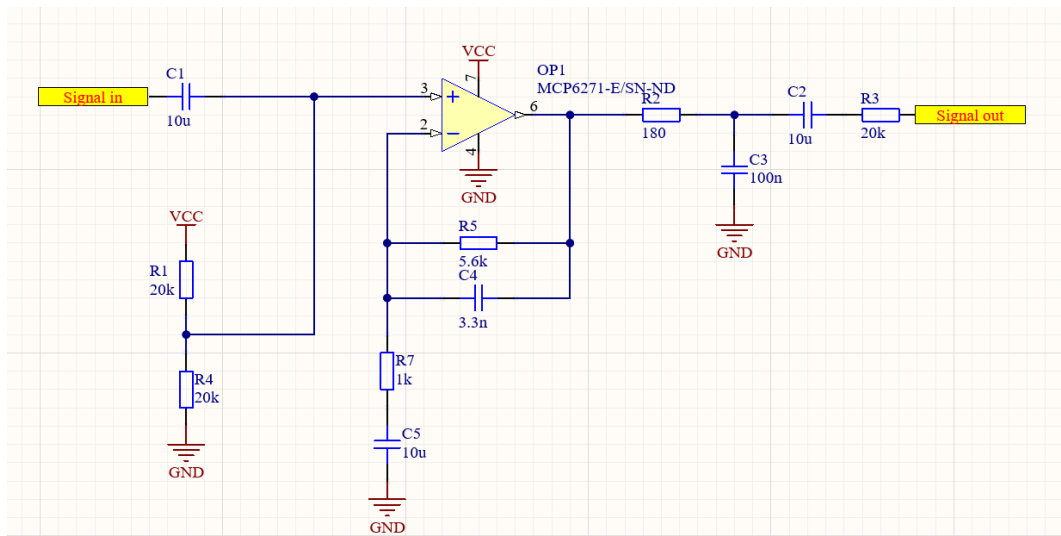 VCC
C1
Signal in
10u
3
7
+
2
−
4
6
OP1
MCP6271-E/SN-ND
GND
R2
180
C2
10u
R3
20k
Signal out
C3
100n
GND
VCC
R1
20k
R4
20k
GND
R5
5.6k
C4
3.3n
R7
1k
C5
10u
GND